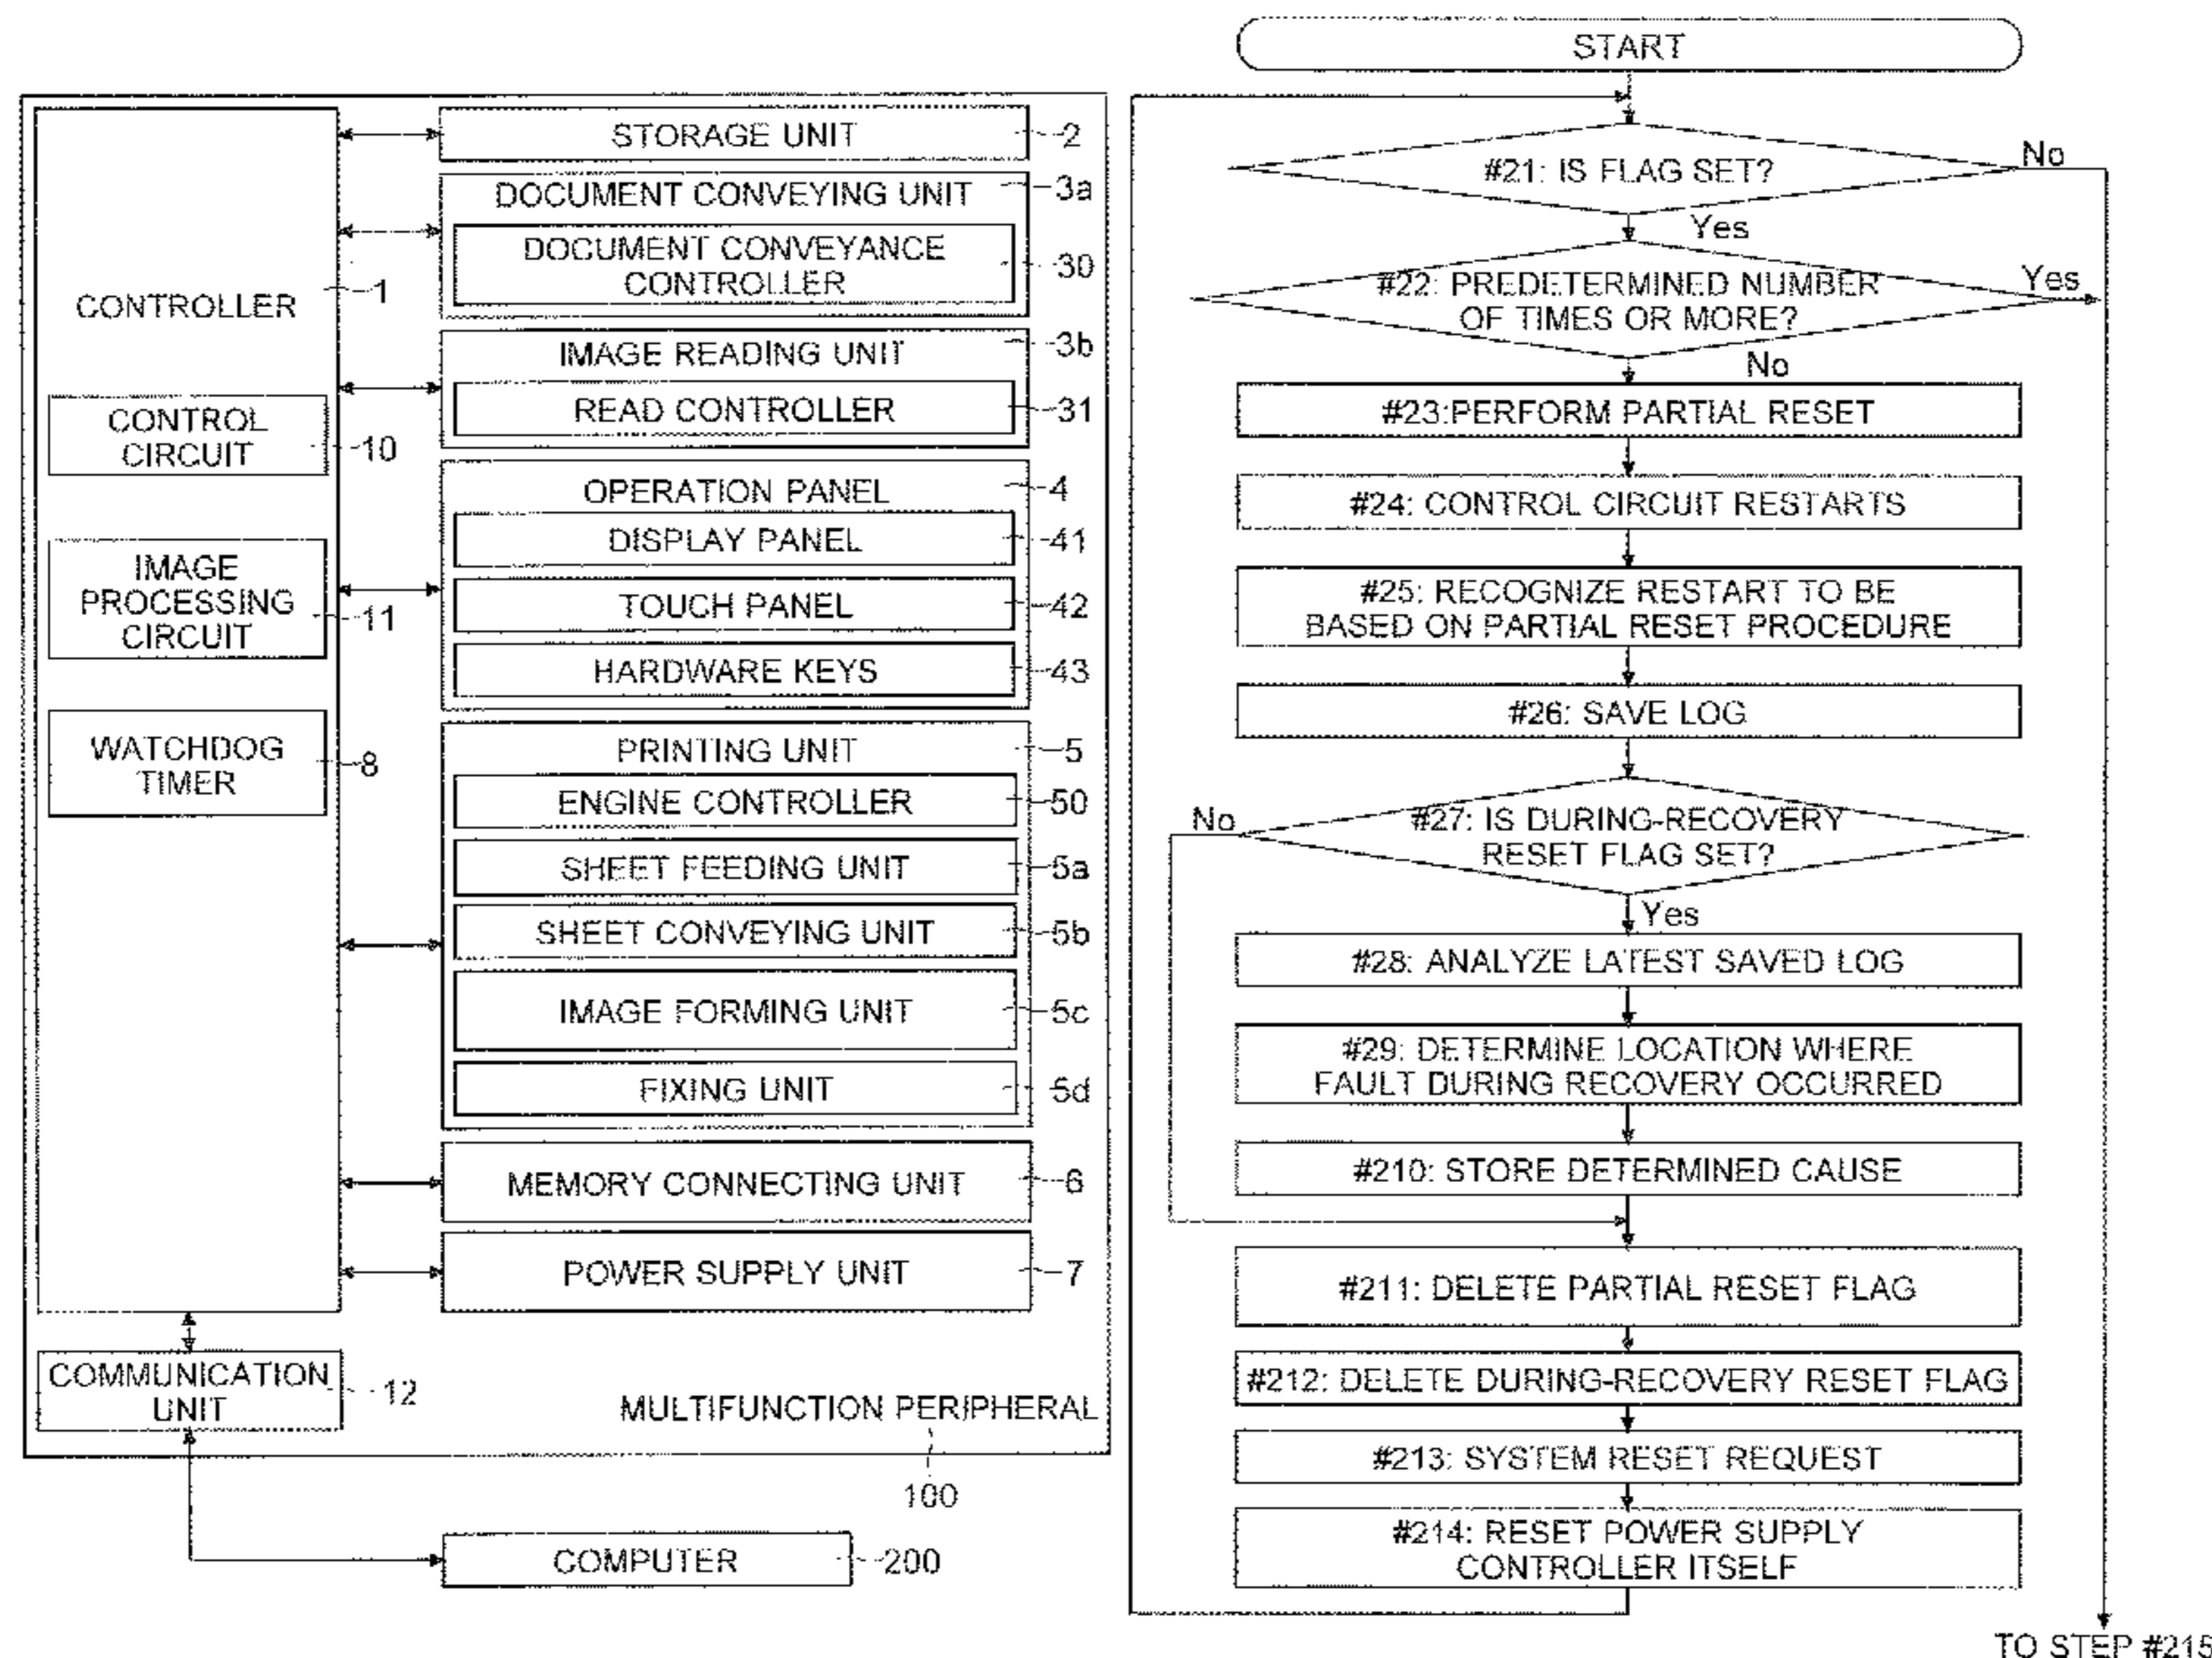 CONTROLLER
1
CONTROL
CIRCUIT
10
IMAGE
PROCESSING
CIRCUIT
11
WATCHDOG
TIMER
8
STORAGE UNIT
2
DOCUMENT CONVEYING UNIT
3a
DOCUMENT CONVEYANCE
CONTROLLER
30
IMAGE READING UNIT
3b
READ CONTROLLER
31
OPERATION PANEL
4
DISPLAY PANEL
41
TOUCH PANEL
42
HARDWARE KEYS
43
PRINTING UNIT
5
ENGINE CONTROLLER
50
SHEET FEEDING UNIT
5a
SHEET CONVEYING UNIT
5b
IMAGE FORMING UNIT
5c
FIXING UNIT
5d
MEMORY CONNECTING UNIT
6
POWER SUPPLY UNIT
7
COMMUNICATION
UNIT
12
MULTIFUNCTION PERIPHERAL
100
COMPUTER
200
START
#21: IS FLAG SET?
No
Yes
#22: PREDETERMINED NUMBER
OF TIMES OR MORE?
Yes
No
#23:PERFORM PARTIAL RESET
#24: CONTROL CIRCUIT RESTARTS
#25: RECOGNIZE RESTART TO BE
BASED ON PARTIAL RESET PROCEDURE
#26: SAVE LOG
#27: IS DURING-RECOVERY
RESET FLAG SET?
No
Yes
#28: ANALYZE LATEST SAVED LOG
#29: DETERMINE LOCATION WHERE
FAULT DURING RECOVERY OCCURRED
#210: STORE DETERMINED CAUSE
#211: DELETE PARTIAL RESET FLAG
#212: DELETE DURING-RECOVERY RESET FLAG
#213: SYSTEM RESET REQUEST
#214: RESET POWER SUPPLY
CONTROLLER ITSELF
TO STEP #215